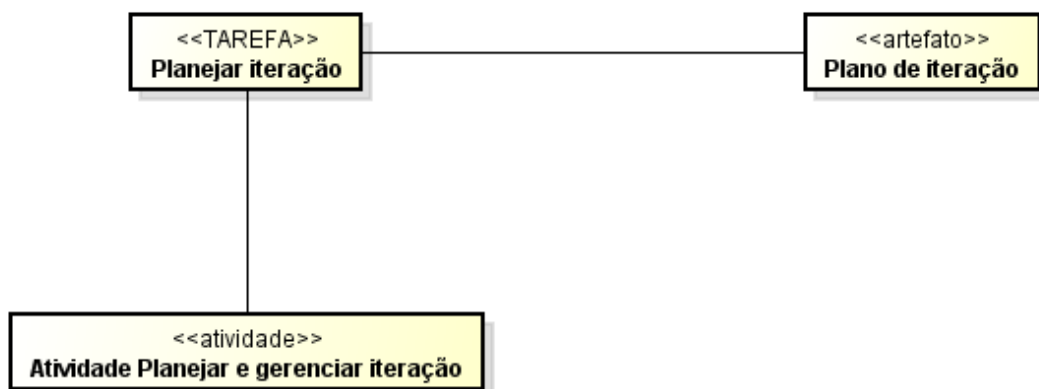 <<TAREFA>>
Planejar iteração
<<artefato>>
Plano de iteração
<<atividade>>
Atividade Planejar e gerenciar iteração